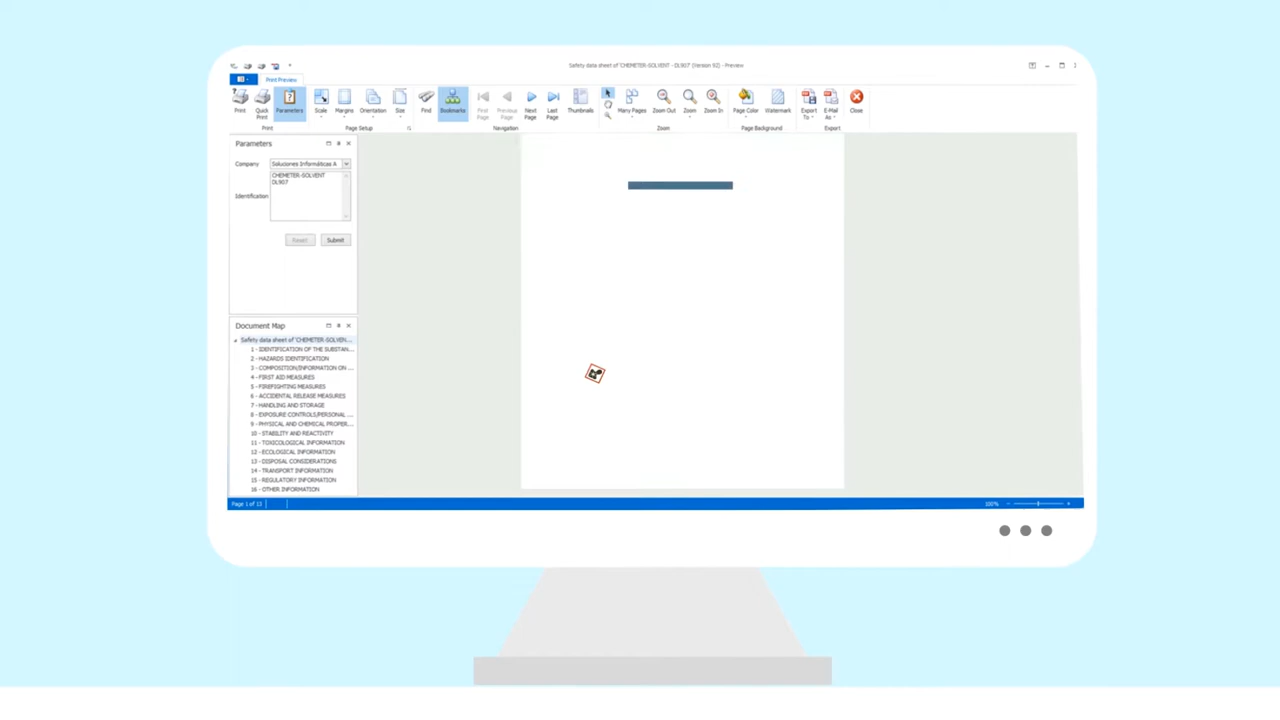 Safety data sheet of 'CHEMETER-SOLVENT - DL907' (Version 92) - Preview
Print Preview
Print
Quick Print
Parameters
Scale
Margins
Orientation
Size
Find
Bookmarks
First Page
Previous Page
Next Page
Last Page
Thumbnails
Many Pages
Zoom Out
Zoom
Zoom In
Page Color
Watermark
Export To
E-Mail As
Close
Print
Page Setup
Navigation
Zoom
Page Background
Export
Parameters
Company
Soluciones Informáticas A
CHEMETER-SOLVENT
DL907
Identification
Reset
Submit
Document Map
Safety data sheet of 'CHEMETER-SOLVEN...
1 - IDENTIFICATION OF THE SUBSTAN...
2 - HAZARDS IDENTIFICATION
3 - COMPOSITION/INFORMATION ON ...
4 - FIRST AID MEASURES
5 - FIREFIGHTING MEASURES
6 - ACCIDENTAL RELEASE MEASURES
7 - HANDLING AND STORAGE
8 - EXPOSURE CONTROLS/PERSONAL ...
9 - PHYSICAL AND CHEMICAL PROPER...
10 - STABILITY AND REACTIVITY
11 - TOXICOLOGICAL INFORMATION
12 - ECOLOGICAL INFORMATION
13 - DISPOSAL CONSIDERATIONS
14 - TRANSPORT INFORMATION
15 - REGULATORY INFORMATION
16 - OTHER INFORMATION
Page 1 of 13
100%